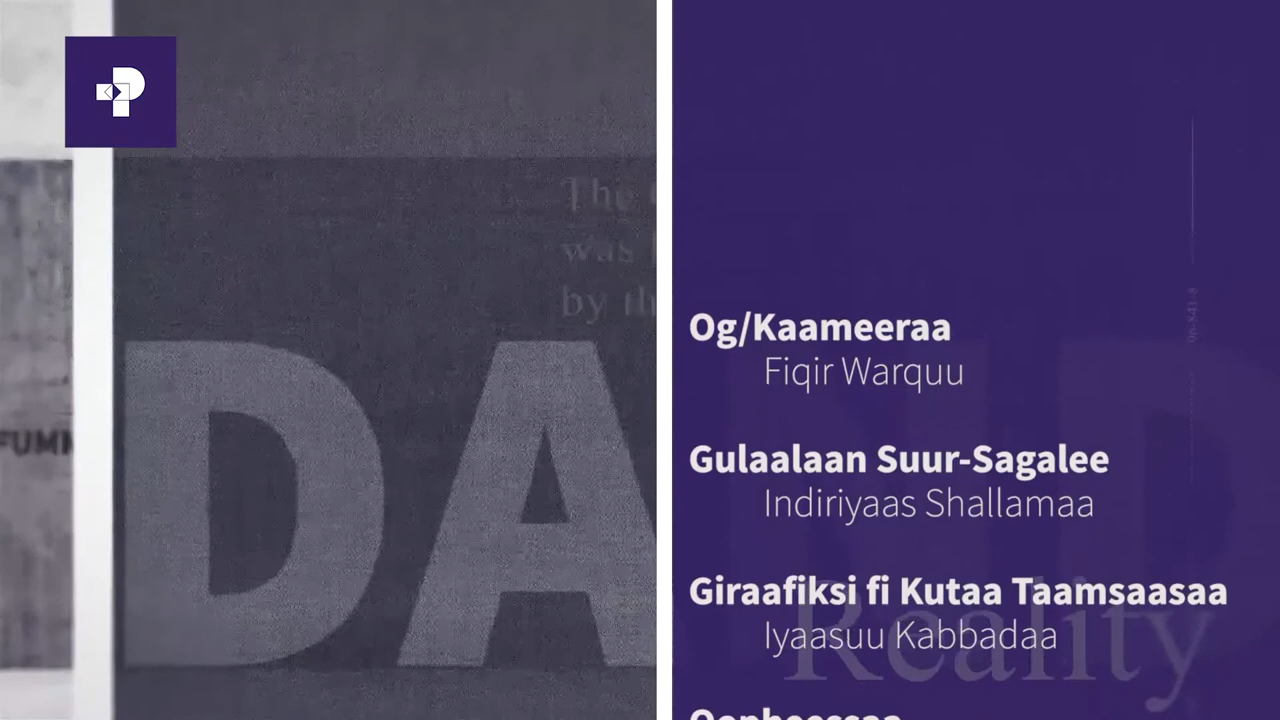 The
was
by
DA
FUMM
Og/Kaameeraa
Fiqir Warquu
Gulaalaan Suur-Sagalee
Indiriyaas Shallamaa
Giraafiksi fi Kutaa Taamsaasaa
Iyaasuu Kabbadaa
Reality